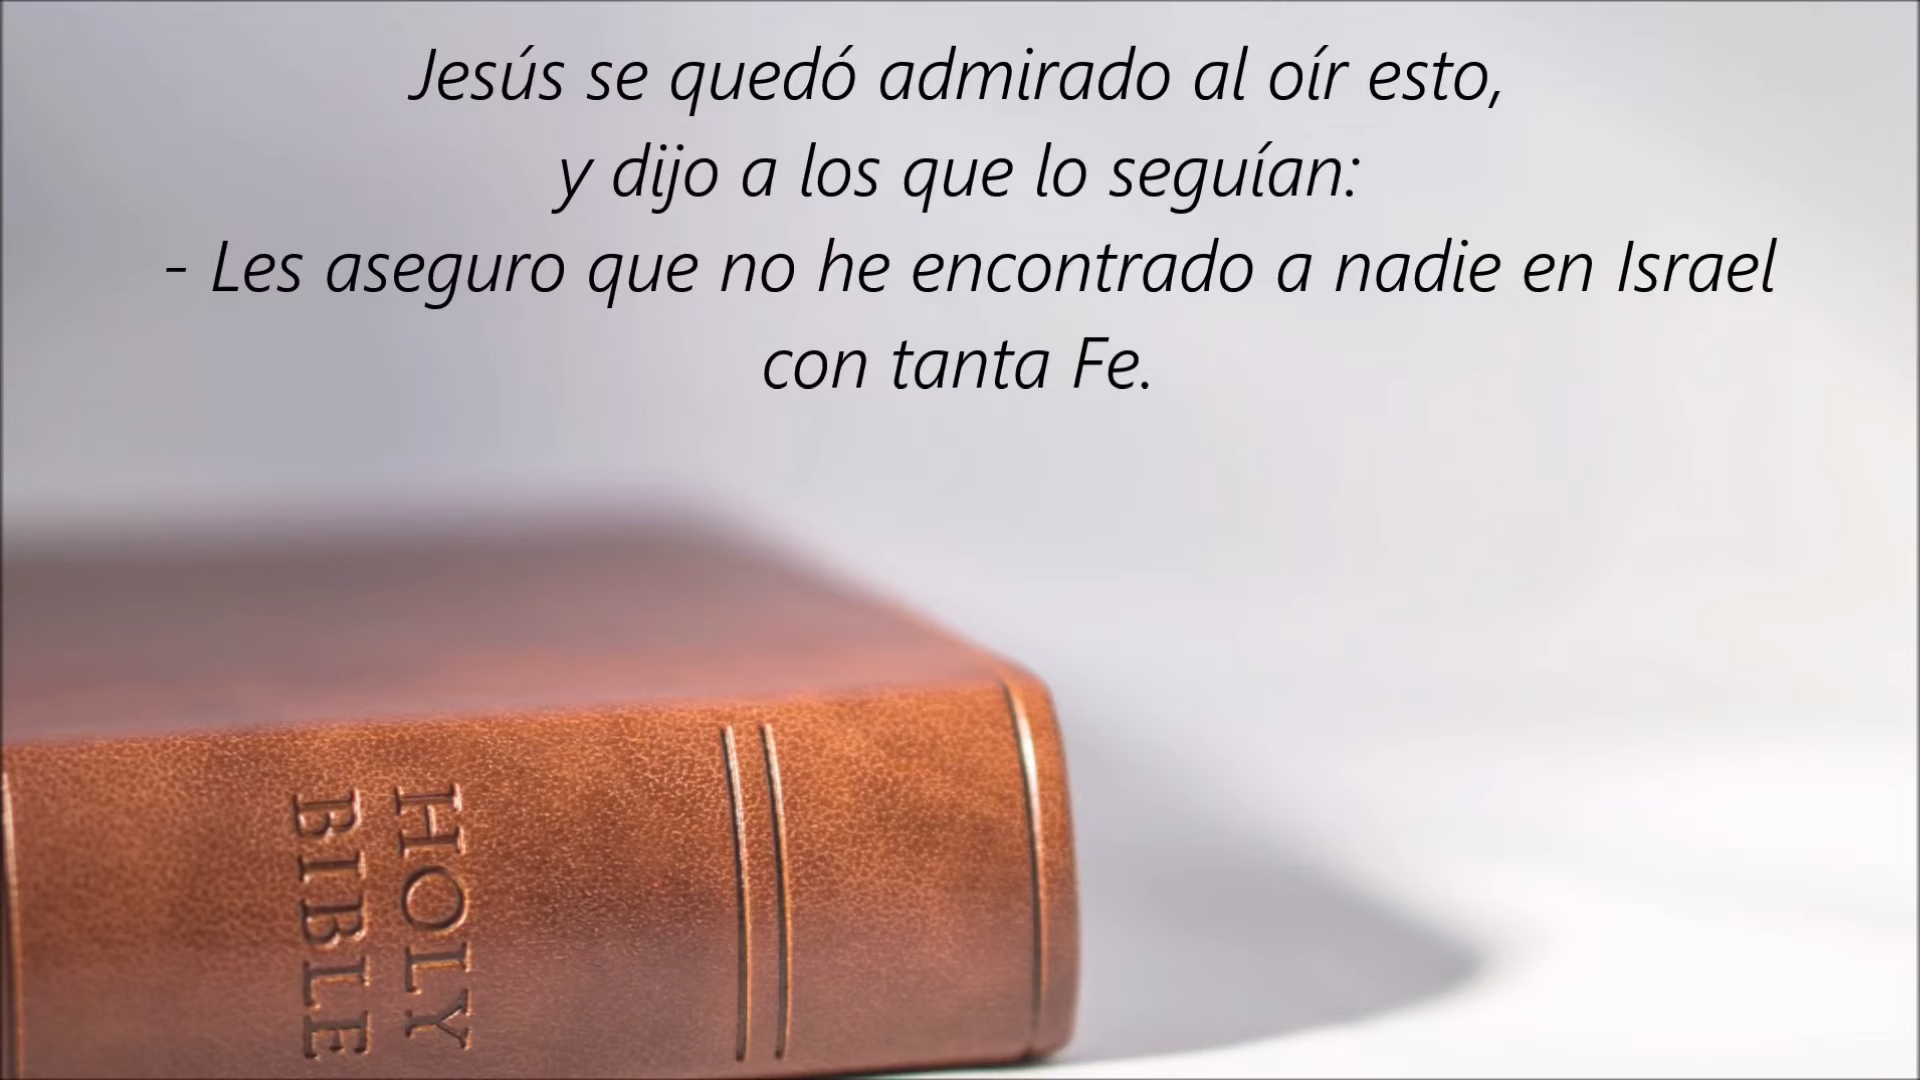 Jesús se quedó admirado al oír esto,
y dijo a los que lo seguían:
- Les aseguro que no he encontrado a nadie en Israel
con tanta Fe.
HOLY
BIBLE